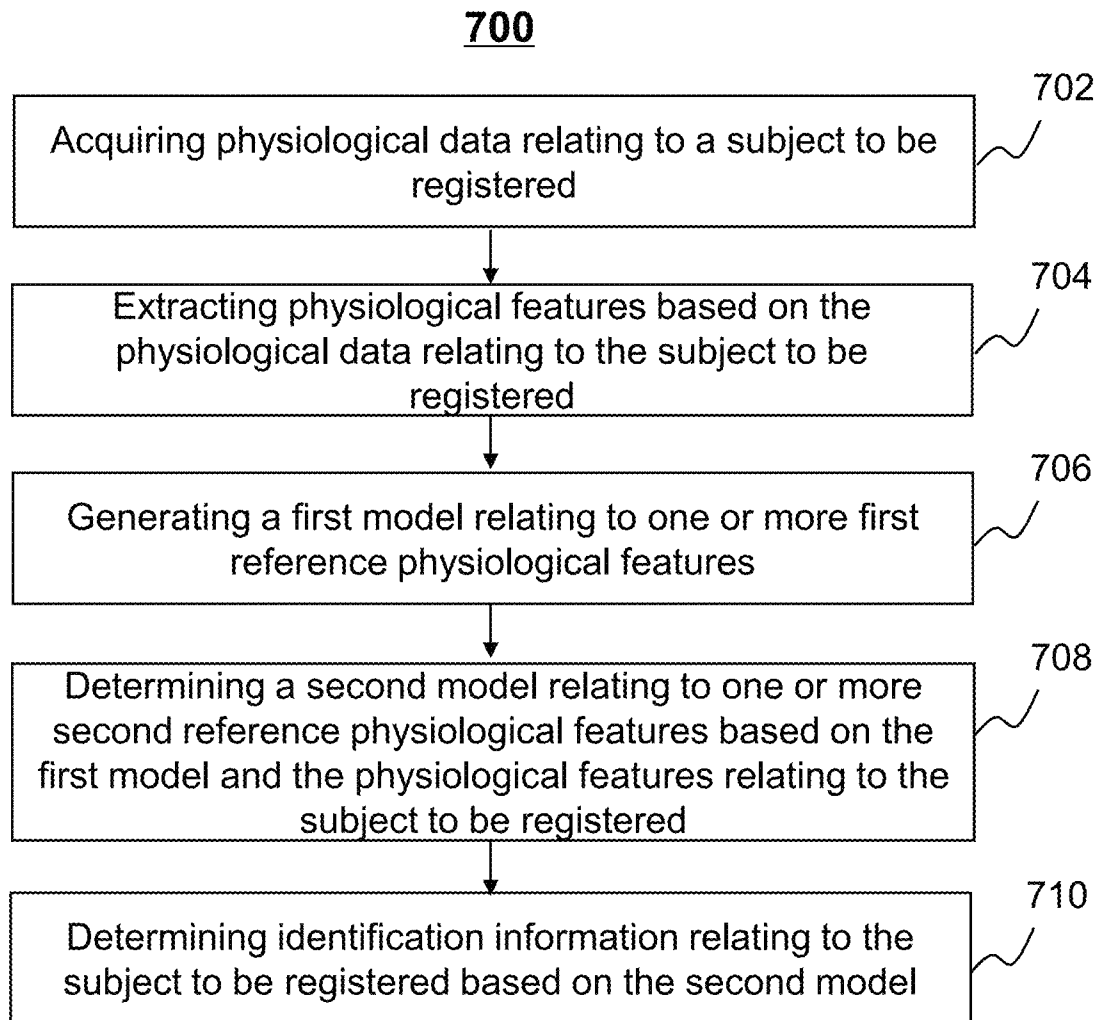 700
702
Acquiring physiological data relating to a subject to be
registered
704
Extracting physiological features based on the
physiological data relating to the subject to be
registered
706
Generating a first model relating to one or more first
reference physiological features
708
Determining a second model relating to one or more
second reference physiological features based on the
first model and the physiological features relating to the
subject to be registered
710
Determining identification information relating to the
subject to be registered based on the second model